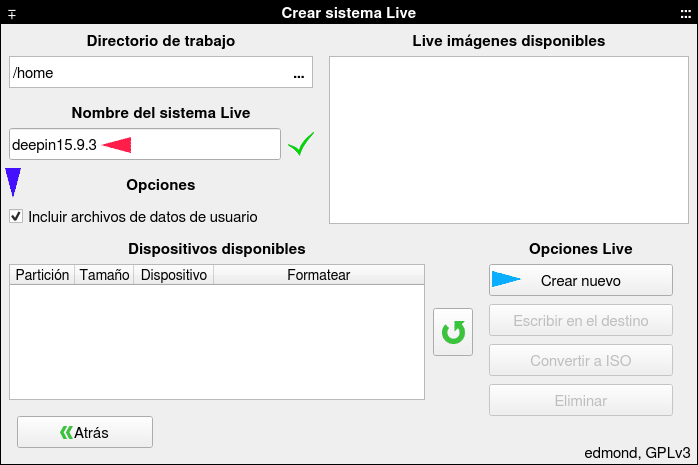 Crear sistema Live
Directorio de trabajo
/home ...
Nombre del sistema Live
deepin15.9.3
Opciones
Incluir archivos de datos de usuario
Live imágenes disponibles
Dispositivos disponibles
Partición Tamaño Dispositivo Formatear
Opciones Live
Crear nuevo
Escribir en el destino
Convertir a ISO
Eliminar
Atrás
edmond, GPLv3